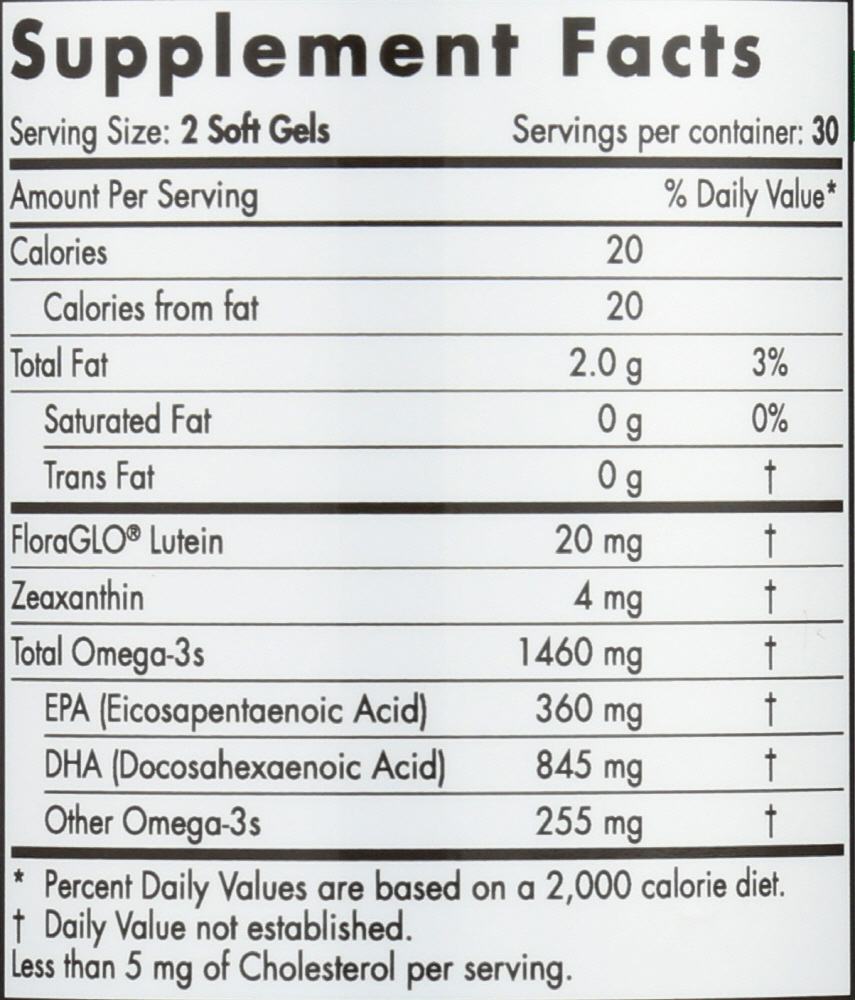 Supplement Facts
Serving Size: 2 Soft Gels Servings per container: 30
Amount Per Serving % Daily Value*
Calories 20
Calories from fat 20
Total Fat 2.0 g 3%
Saturated Fat 0 g 0%
Trans Fat 0 g †
FloraGLO® Lutein 20 mg †
Zeaxanthin 4 mg †
Total Omega-3s 1460 mg †
EPA (Eicosapentaenoic Acid) 360 mg †
DHA (Docosahexaenoic Acid) 845 mg †
Other Omega-3s 255 mg †
* Percent Daily Values are based on a 2,000 calorie diet.
† Daily Value not established.
Less than 5 mg of Cholesterol per serving.